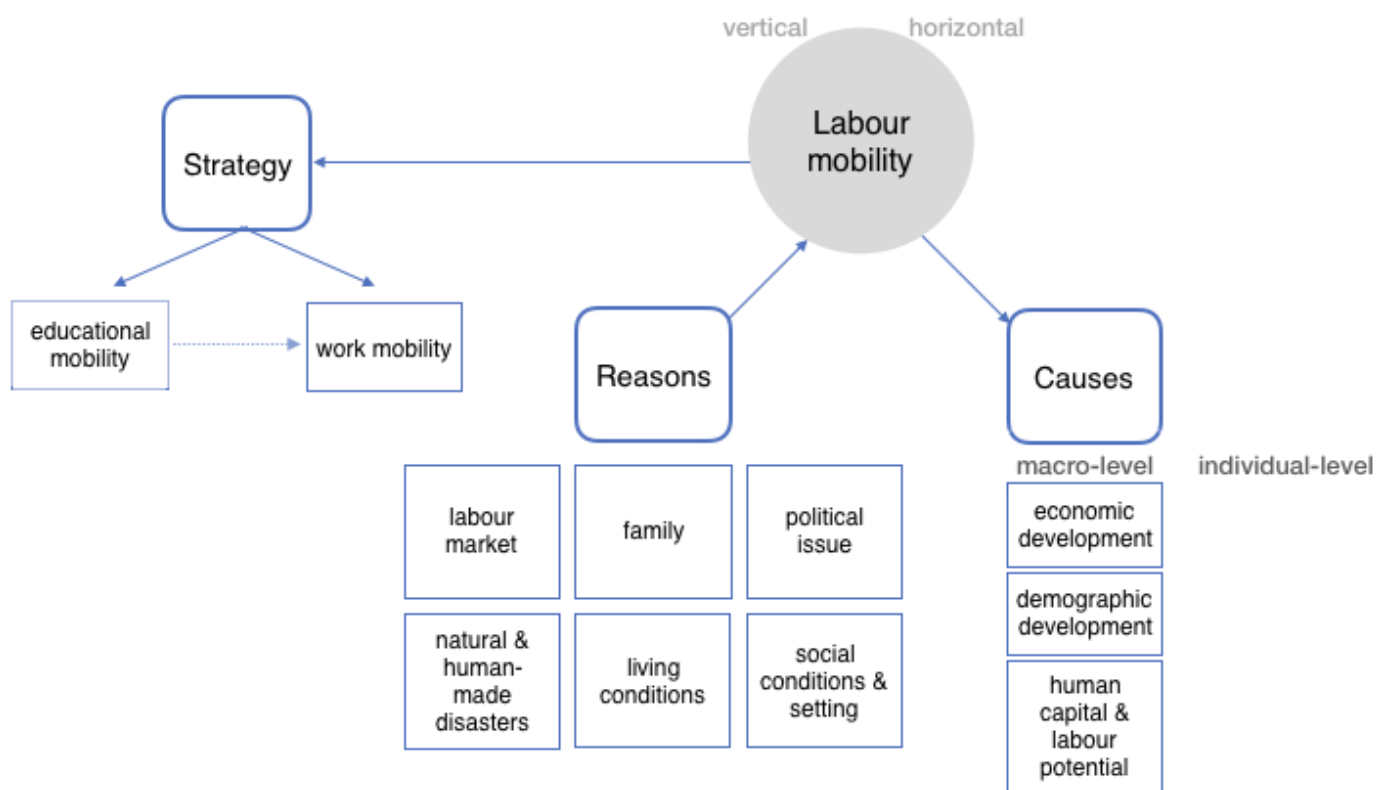 vertical
horizontal
Labour
mobility
Strategy
educational
mobility
work mobility
Reasons
Causes
macro-level
individual-level
labour
market
family
political
issue
economic
development
natural &
human-
made
disasters
living
conditions
social
conditions &
setting
demographic
development
human
capital &
labour
potential